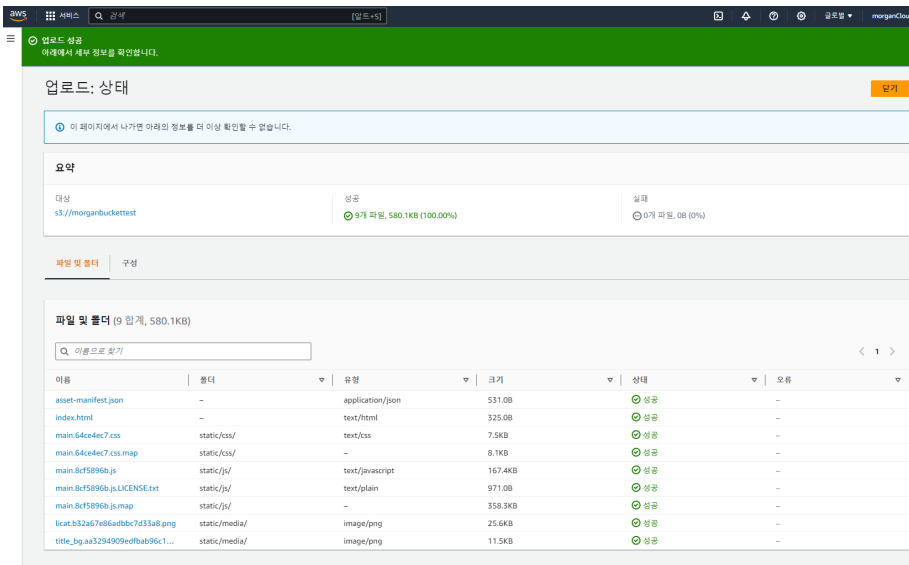 aws
서비스
검색
[알트+S]
글로벌 ▼
morganClou
업로드 성공
아래에서 세부 정보를 확인합니다.
업로드: 상태
닫기
이 페이지에서 나가면 아래의 정보를 더 이상 확인할 수 없습니다.
요약
대상
s3://morganbuckettest
성공
9개 파일, 580.1KB (100.00%)
실패
0개 파일, 0B (0%)
파일 및 폴더
구성
파일 및 폴더 (9 합계, 580.1KB)
이름으로 찾기
< 1 >
이름 폴더 유형 크기 상태 오류
asset-manifest.json – application/json 531.0B 성공 –
index.html – text/html 325.0B 성공 –
main.64ce4ec7.css static/css/ text/css 7.5KB 성공 –
main.64ce4ec7.css.map static/css/ – 8.1KB 성공 –
main.8cf5896b.js static/js/ text/javascript 167.4KB 성공 –
main.8cf5896b.js.LICENSE.txt static/js/ text/plain 971.0B 성공 –
main.8cf5896b.js.map static/js/ – 358.3KB 성공 –
licat.b32a67e86adbbc7d33a8.png static/media/ image/png 25.6KB 성공 –
title_bg.aa3294909edfbab96c1... static/media/ image/png 11.5KB 성공 –